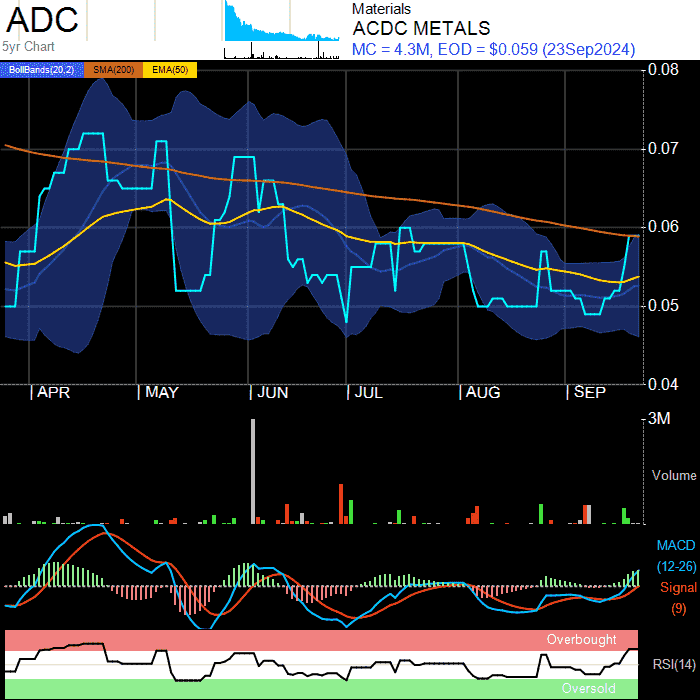 ADC
5yr Chart
Materials
ACDC METALS
MC = 4.3M, EOD = $0.059 (23Sep2024)
BollBands(20,2) SMA(200) EMA(50)
0.08
0.07
0.06
0.05
0.04
APR MAY JUN JUL AUG SEP
3M
Volume
MACD
(12-26)
Signal
(9)
Overbought
RSI(14)
Oversold